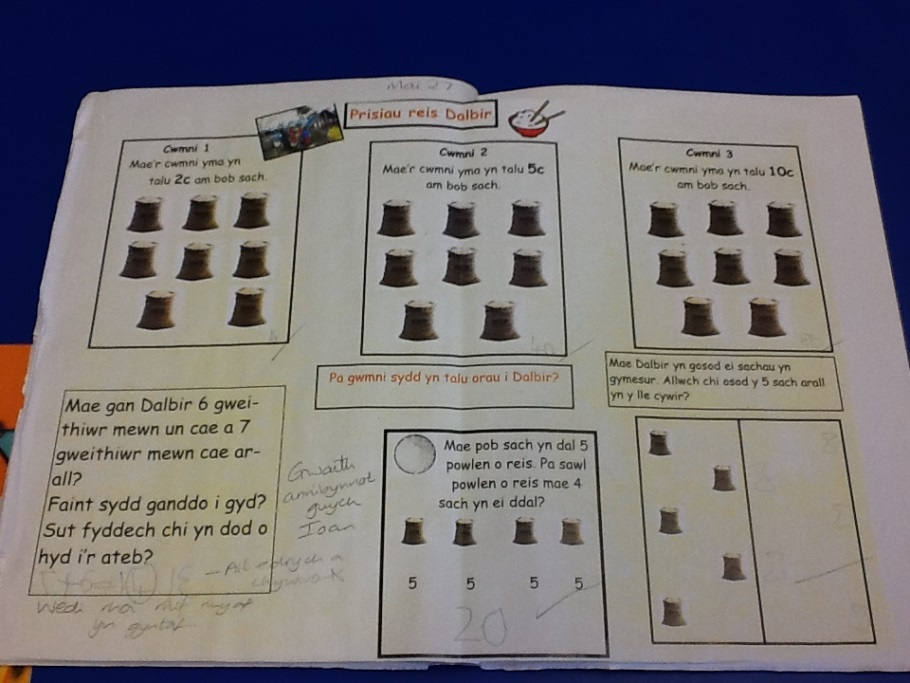 Mai 27
Prisiau reis Dalbir
Cwmni 1
Mae'r cwmni yma yn
talu 2c am bob sach.
Cwmni 2
Mae'r cwmni yma yn talu 5c
am bob sach.
40
Cwmni 3
Mae'r cwmni yma yn talu 10c
am bob sach.
Pa gwmni sydd yn talu orau i Dalbir?
Mae Dalbir yn gosod ei sachau yn
gymesur. Allwch chi osod y 5 sach arall
yn y lle cywir?
Mae gan Dalbir 6 gwei-
thiwr mewn un cae a 7
gweithiwr mewn cae ar-
all?
Faint sydd ganddo i gyd?
Sut fyddech chi yn dod o
hyd i'r ateb?
Gwaith
annibynnol
gwych
Ioan
Mae pob sach yn dal 5
powlen o reis. Pa sawl
powlen o reis mae 4
sach yn ei ddal?
5 5 5 5
20